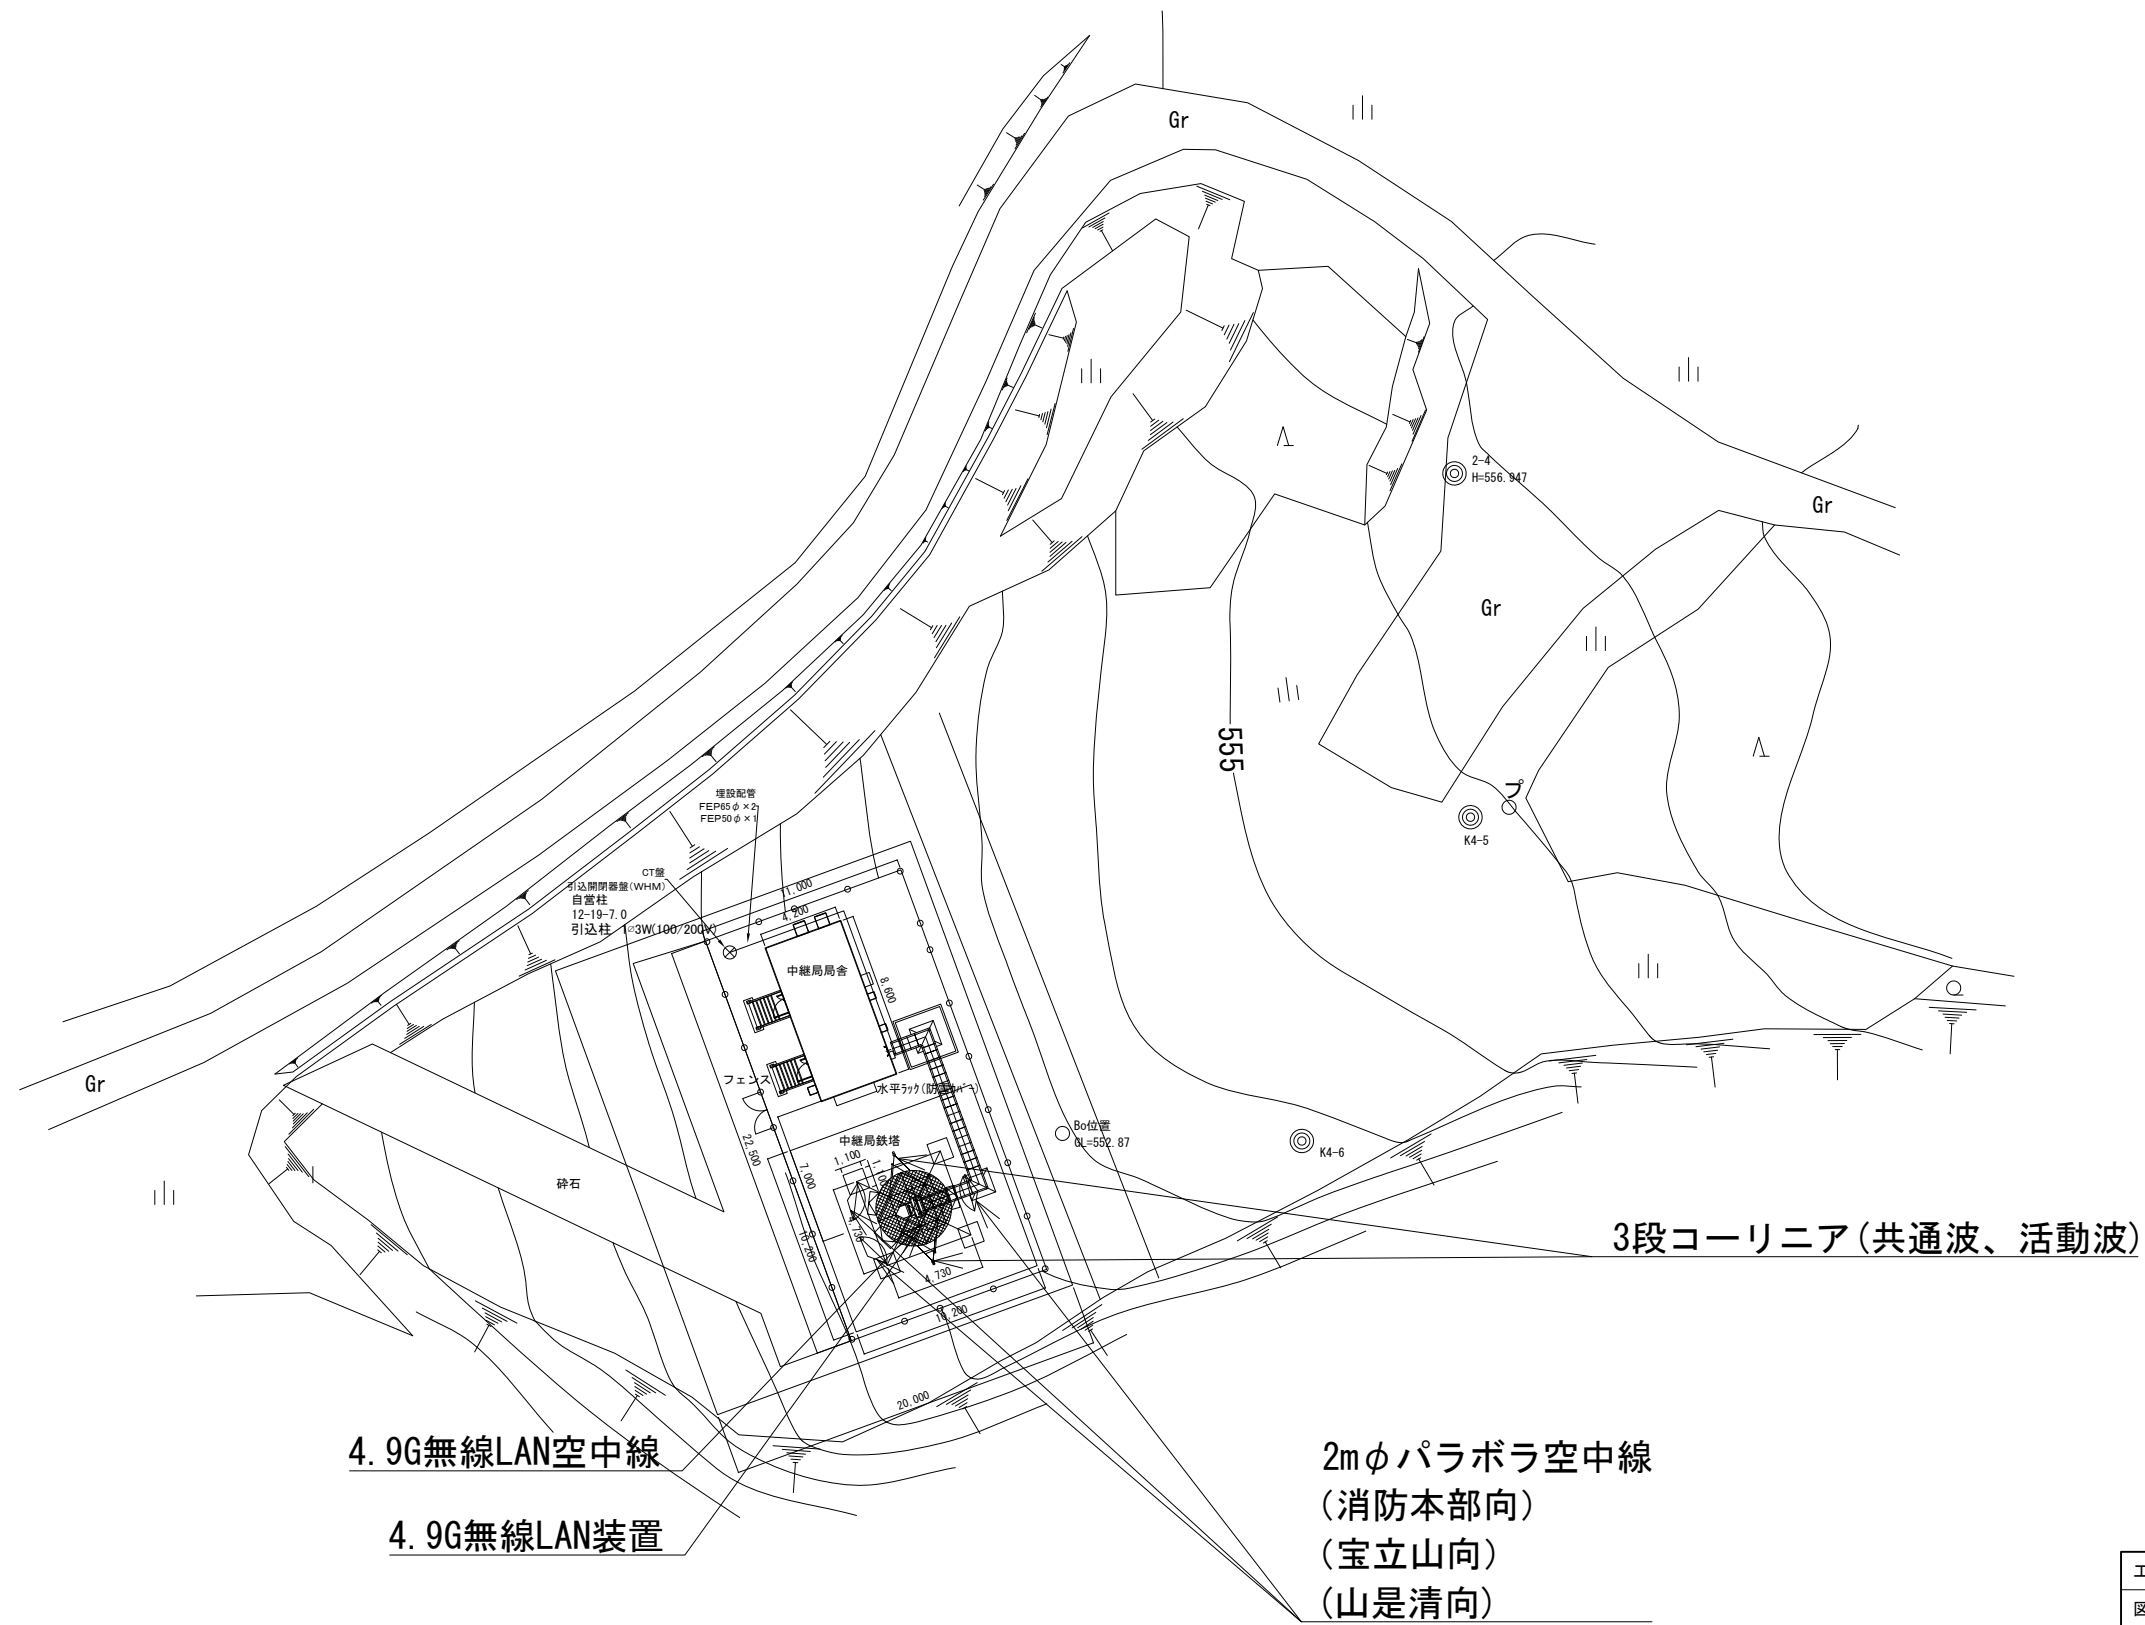 Gr
2-4
H=556.947
Gr
Gr
555
プ
K4-5
埋設配管
FEP65φ×2
FEP50φ×1
CT盤
引込開閉器盤(WHM)
自営柱
12-19-7.0
引込柱 1φ3W(100/200V)
11,000
4,200
中継局局舎
8,600
Gr
フェンス
水平ラック(防雪カバー)
Bo位置
GL=552.87
K4-6
22,500
中継局鉄塔
1,100
7,000
砕石
10,200
4,730
10,200
20,000
3段コーリニア(共通波、活動波)
4.9G無線LAN空中線
4.9G無線LAN装置
2mφパラボラ空中線
(消防本部向)
(宝立山向)
(山是清向)
図